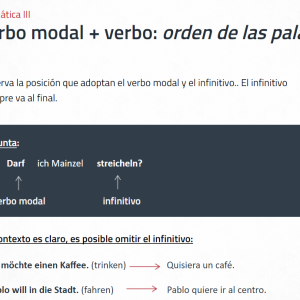 ática III
rbo modal + verbo: orden de las pala
erva la posición que adoptan el verbo modal y el infinitivo.. El infinitivo
pre va al final.
unta:
Darf ich Mainzel streicheln?
erbo modal infinitivo
ontexto es claro, es posible omitir el infinitivo:
möchte einen Kaffee. (trinken) Quisiera un café.
blo will in die Stadt. (fahren) Pablo quiere ir al centro.